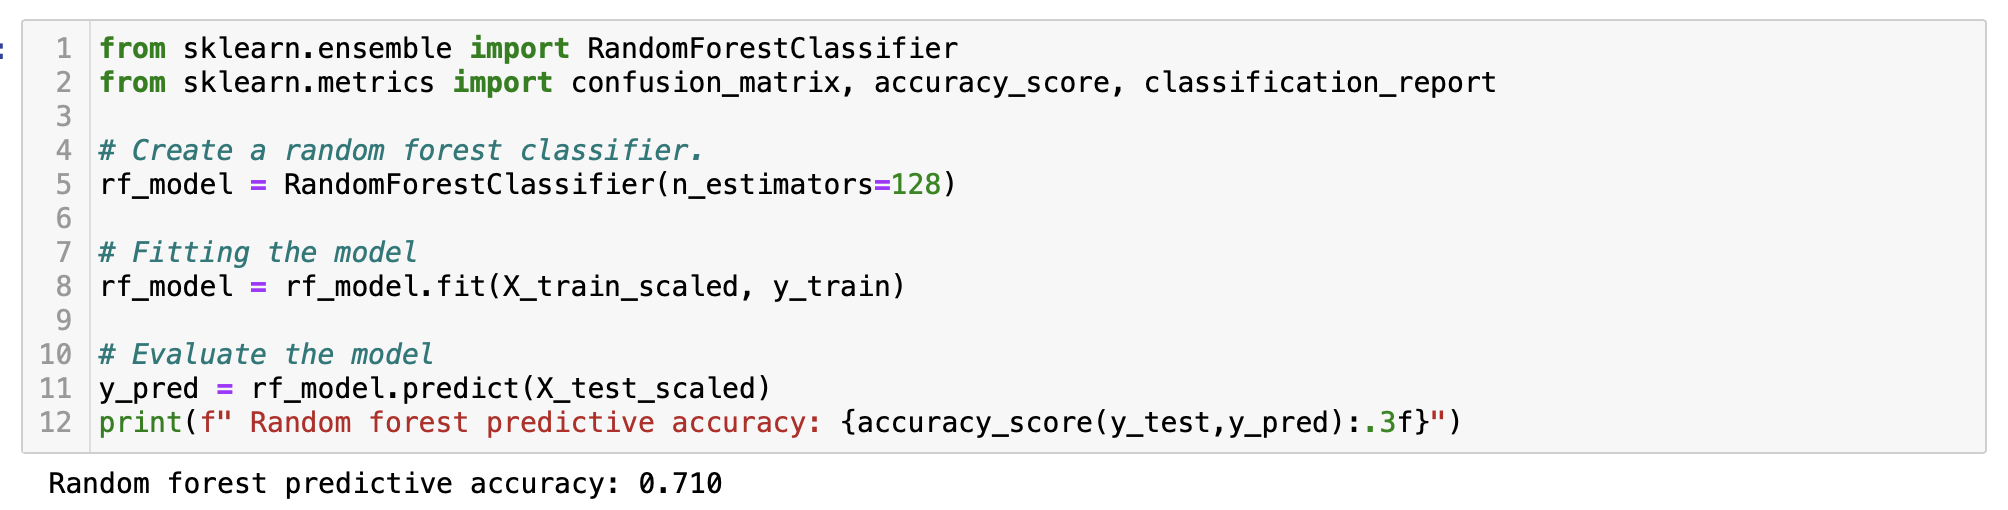 1 from sklearn.ensemble import RandomForestClassifier
2 from sklearn.metrics import confusion_matrix, accuracy_score, classification_report
3
4 # Create a random forest classifier.
5 rf_model = RandomForestClassifier(n_estimators=128)
6
7 # Fitting the model
8 rf_model = rf_model.fit(X_train_scaled, y_train)
9
10 # Evaluate the model
11 y_pred = rf_model.predict(X_test_scaled)
12 print(f" Random forest predictive accuracy: {accuracy_score(y_test,y_pred):.3f}")
Random forest predictive accuracy: 0.710